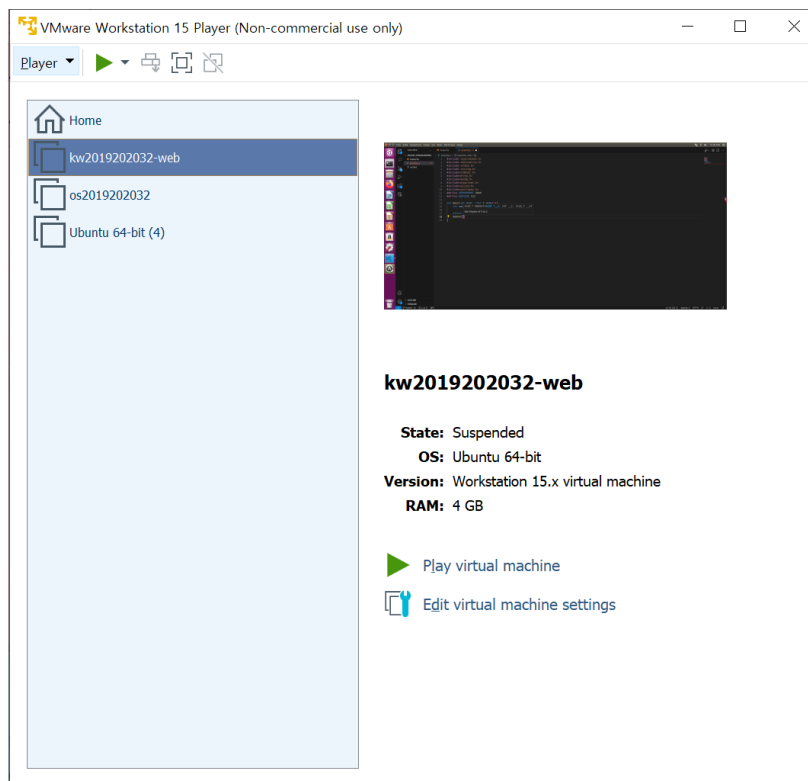 VMware Workstation 15 Player (Non-commercial use only)
Player
Home
kw2019202032-web
os2019202032
Ubuntu 64-bit (4)
kw2019202032-web
State: Suspended
OS: Ubuntu 64-bit
Version: Workstation 15.x virtual machine
RAM: 4 GB
Play virtual machine
Edit virtual machine settings